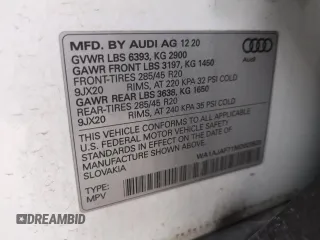 MFD. BY AUDI AG 12 20
GVWR LBS 6393, KG 2900
GAWR FRONT LBS 3197, KG 1450
FRONT-TIRES 285/45 R20
9JX20 RIMS, AT 220 KPA 32 PSI COLD
GAWR REAR LBS 3638, KG 1650
REAR-TIRES 285/45 R20
9JX20 RIMS, AT 240 KPA 35 PSI COLD
THIS VEHICLE CONFORMS TO ALL APPLICABLE
U.S. FEDERAL MOTOR VEHICLE SAFETY
STANDARDS IN EFFECT ON THE DATE OF
MANUFACTURE SHOWN ABOVE.
SLOVAKIA
TYPE:
MPV
DEALERS
AUTO AUCTION